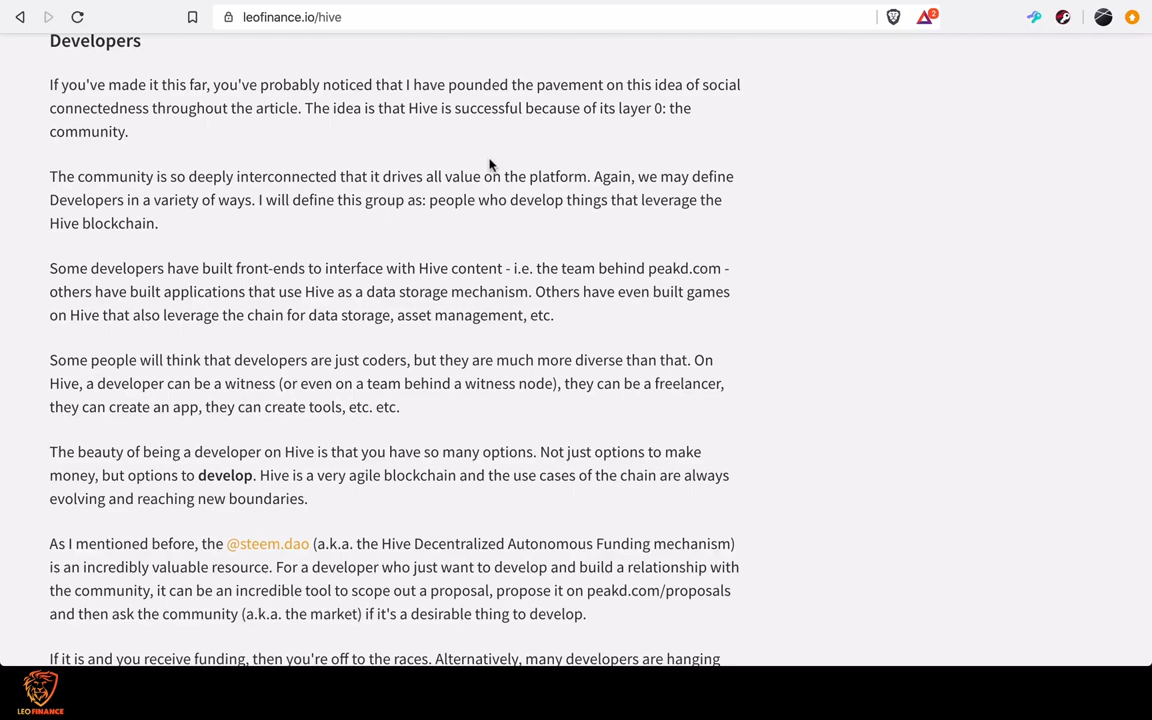 leofinance.io/hive
2
Developers
If you've made it this far, you've probably noticed that I have pounded the pavement on this idea of social
connectedness throughout the article. The idea is that Hive is successful because of its layer 0: the
community.
The community is so deeply interconnected that it drives all value on the platform. Again, we may define
Developers in a variety of ways. I will define this group as: people who develop things that leverage the
Hive blockchain.
Some developers have built front-ends to interface with Hive content - i.e. the team behind peakd.com -
others have built applications that use Hive as a data storage mechanism. Others have even built games
on Hive that also leverage the chain for data storage, asset management, etc.
Some people will think that developers are just coders, but they are much more diverse than that. On
Hive, a developer can be a witness (or even on a team behind a witness node), they can be a freelancer,
they can create an app, they can create tools, etc. etc.
The beauty of being a developer on Hive is that you have so many options. Not just options to make
money, but options to develop. Hive is a very agile blockchain and the use cases of the chain are always
evolving and reaching new boundaries.
As I mentioned before, the @steem.dao (a.k.a. the Hive Decentralized Autonomous Funding mechanism)
is an incredibly valuable resource. For a developer who just want to develop and build a relationship with
the community, it can be an incredible tool to scope out a proposal, propose it on peakd.com/proposals
and then ask the community (a.k.a. the market) if it's a desirable thing to develop.
If it is and you receive funding, then you're off to the races. Alternatively, many developers are hanging
LEOFINANCE